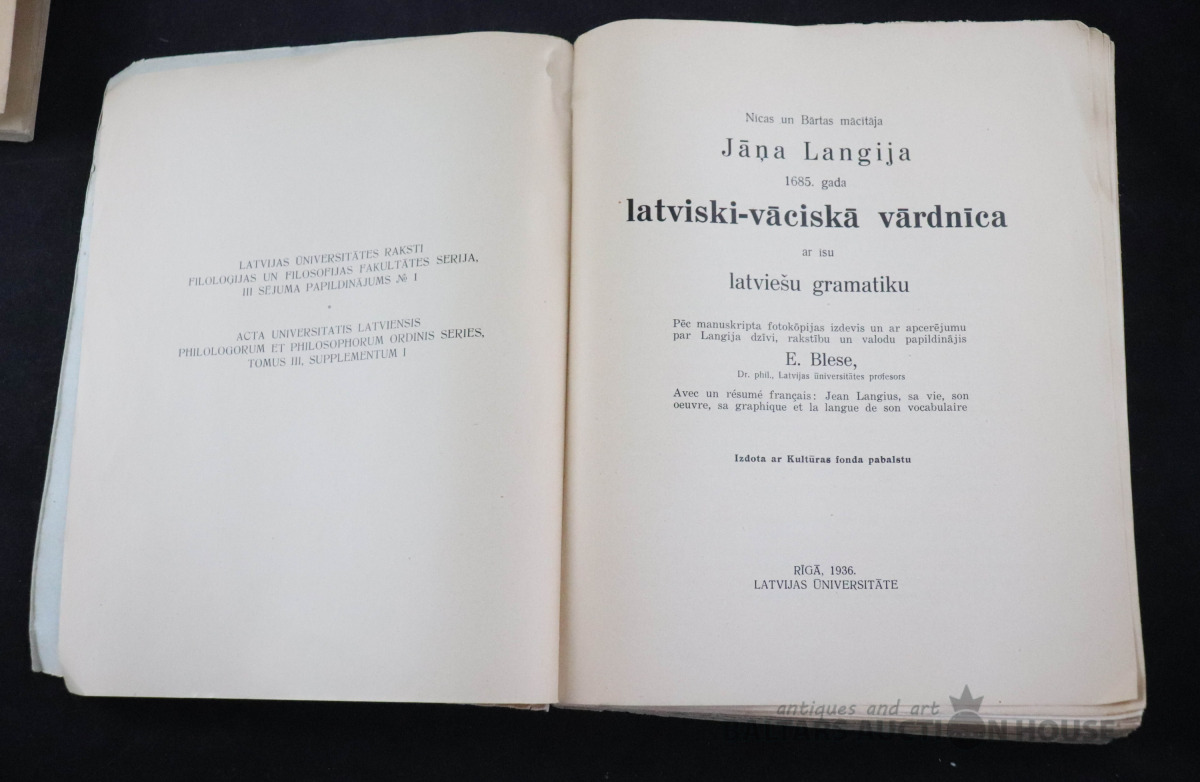 LATVIJAS ŪNIVERSITĀTES RAKSTI
FILOLOĢIJAS UN FILOSOFIJAS FAKULTĀTES SERIJA,
III SĒJUMA PAPILDINĀJUMS № 1
ACTA UNIVERSITATIS LATVIENSIS
PHILOLOGORUM ET PHILOSOPHORUM ORDINIS SERIES,
TOMUS III, SUPPLEMENTUM I
Nīcas un Bārtas mācītāja
Jāņa Langija
1685. gada
latviski-vāciskā vārdnīca
ar īsu
latviešu gramatiku
Pēc manuskripta fotokōpijas izdevis un ar apcerējumu
par Langija dzīvi, rakstību un valodu papildinājis
E. Blese,
Dr. phil., Latvijas ūniversitātes profesors
Avec un résumé français: Jean Langius, sa vie, son
oeuvre, sa graphique et la langue de son vocabulaire
Izdota ar Kultūras fonda pabalstu
RĪGĀ, 1936.
LATVIJAS ŪNIVERSITĀTE
antiques and art
AUCTION HOUSE